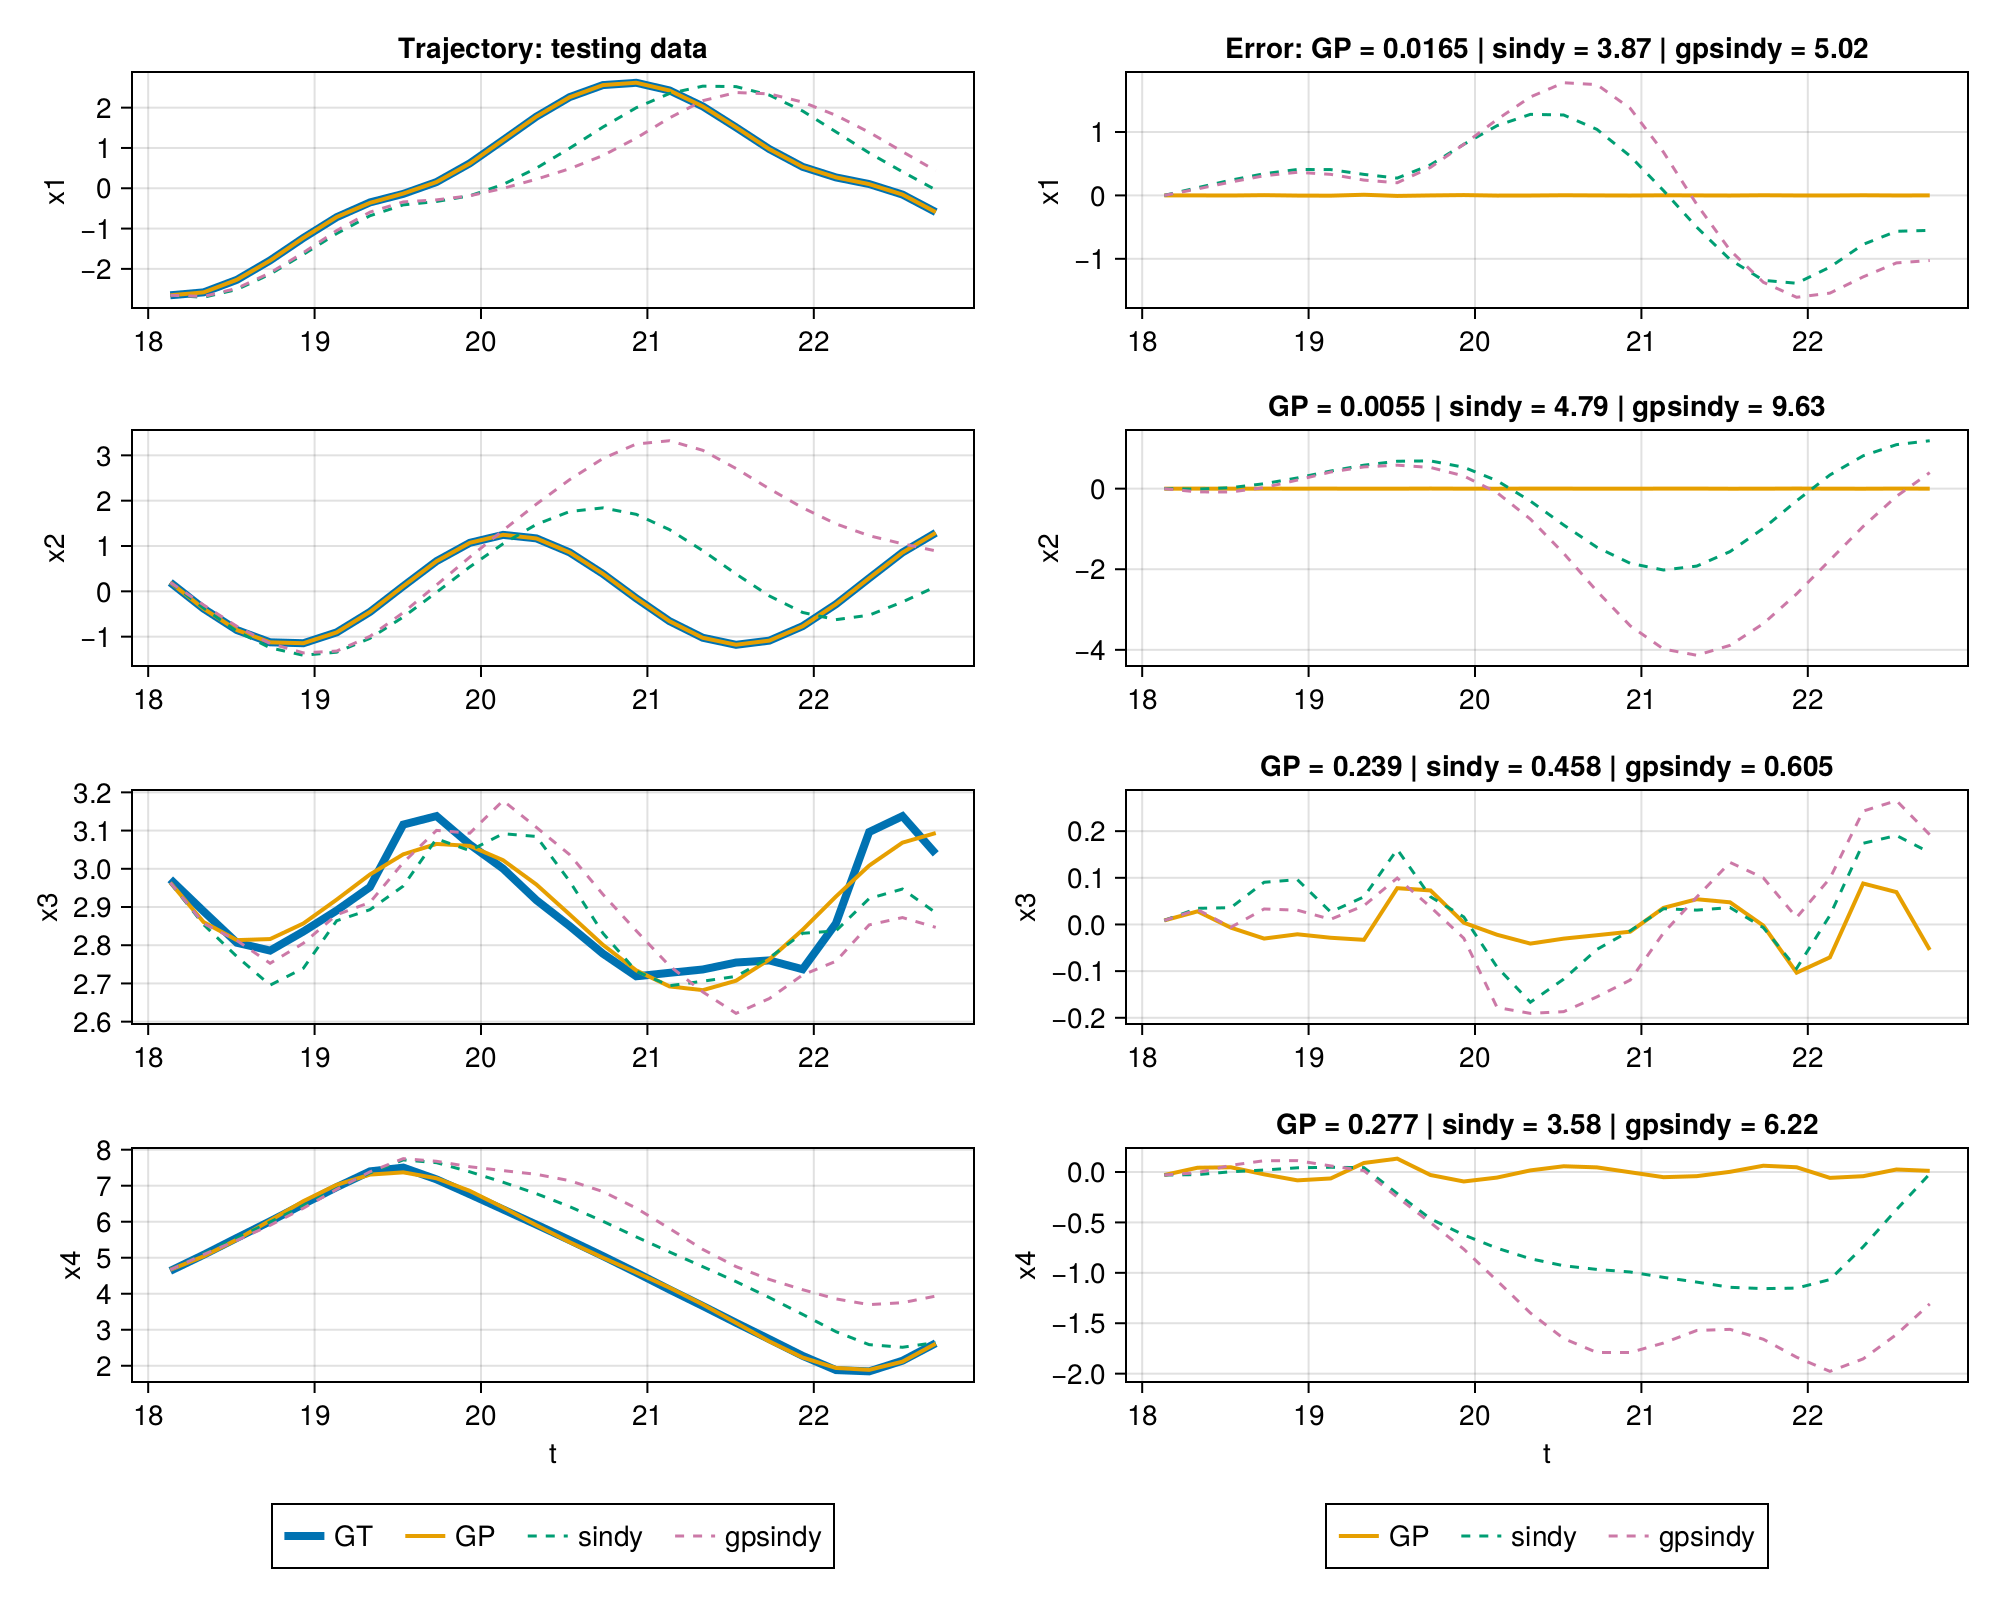 Trajectory: testing data
Error: GP = 0.0165 | sindy = 3.87 | gpsindy = 5.02
x1
2
1
0
−1
−2
18 19 20 21 22
x1
1
0
−1
18 19 20 21 22
GP = 0.0055 | sindy = 4.79 | gpsindy = 9.63
x2
3
2
1
0
−1
18 19 20 21 22
x2
0
−2
−4
18 19 20 21 22
GP = 0.239 | sindy = 0.458 | gpsindy = 0.605
x3
3.2
3.1
3.0
2.9
2.8
2.7
2.6
18 19 20 21 22
x3
0.2
0.1
0.0
−0.1
−0.2
18 19 20 21 22
GP = 0.277 | sindy = 3.58 | gpsindy = 6.22
x4
8
7
6
5
4
3
2
18 19 20 21 22
t
x4
0.0
−0.5
−1.0
−1.5
−2.0
18 19 20 21 22
t
GT GP sindy gpsindy
GP sindy gpsindy